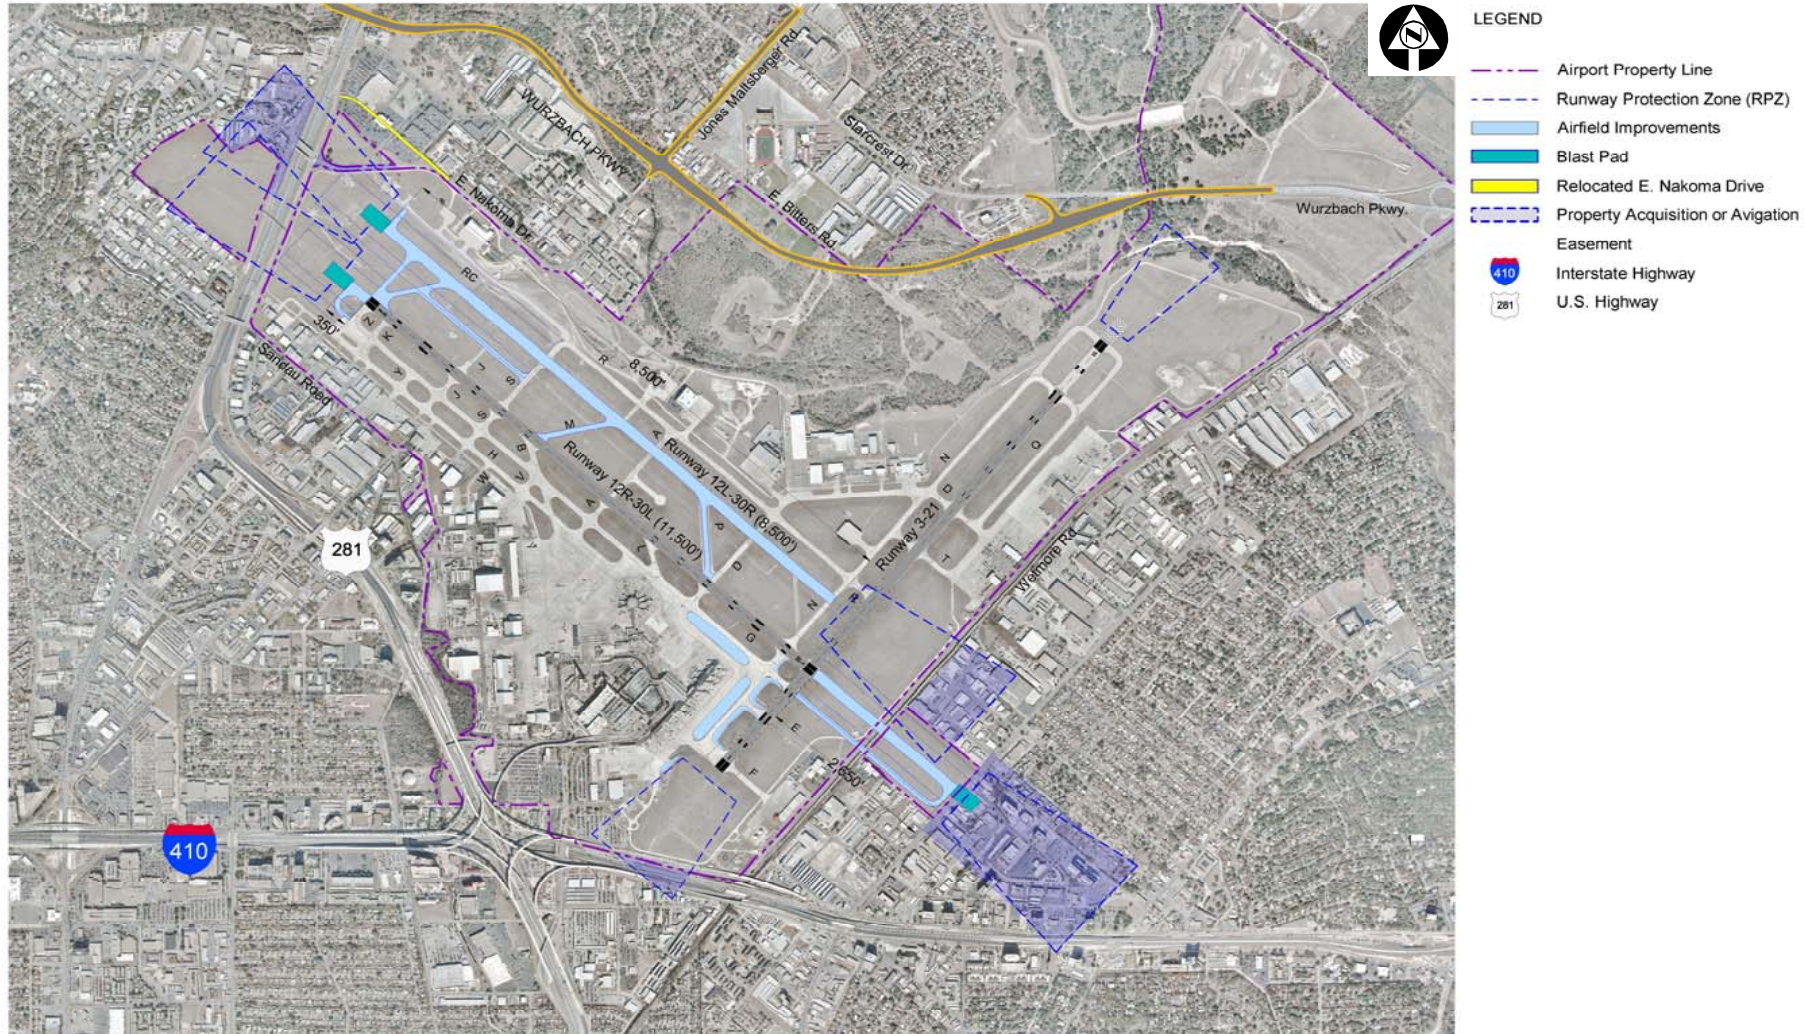 N
LEGEND
Airport Property Line
Runway Protection Zone (RPZ)
Airfield Improvements
Blast Pad
Relocated E. Nakoma Drive
Property Acquisition or Avigation
Easement
410
Interstate Highway
281
U.S. Highway
WURZBACH PKWY
Jones Maltsberger Rd.
Starcrest Dr.
E. Bitters Rd.
Wurzbach Pkwy.
E. Nakoma Dr.
RC
350'
Sandau Road
N
K
Y
J
J
S
S
R
8,500'
M
A
B
H
V
W
A
Z
Runway 12L-30R (8,500')
Runway 12R-30L (11,500')
P
D
N
R
G
E
F
N
D
Q
T
Runway 3-21
Wetmore Rd.
2,650'
281
410